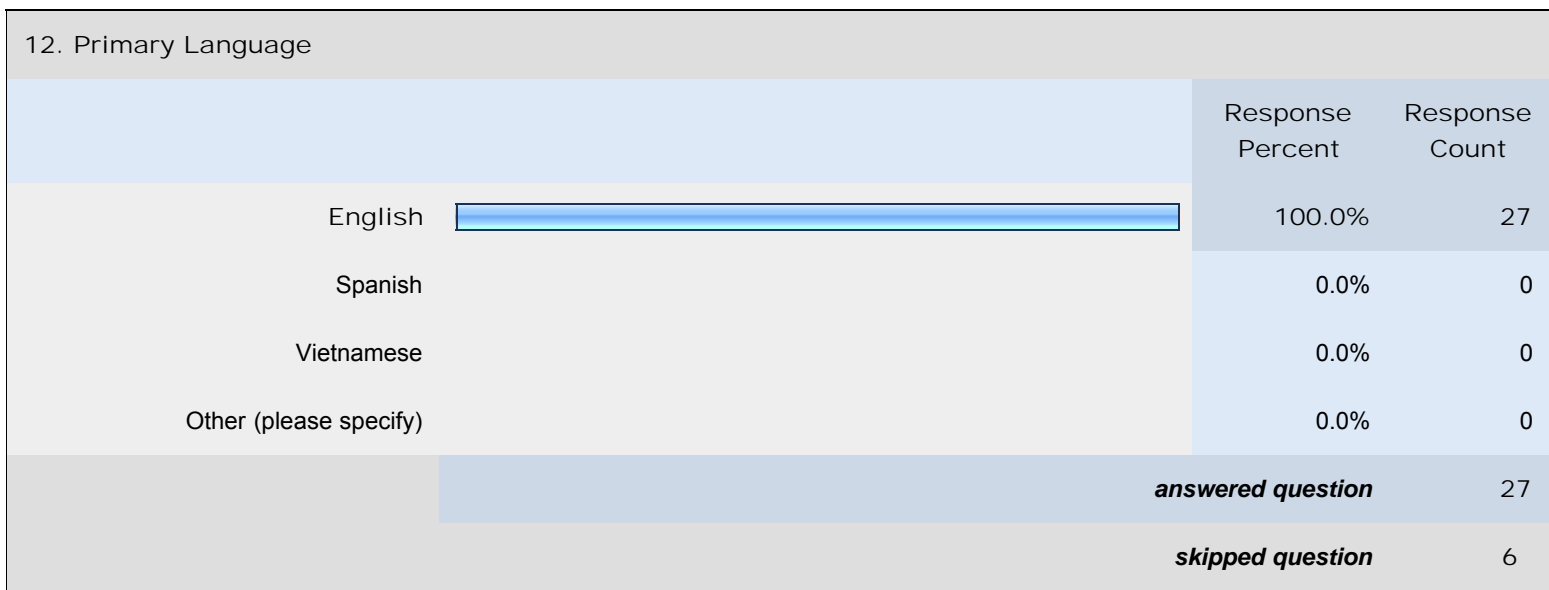 12. Primary Language
Response Percent Response Count
English 100.0% 27
Spanish 0.0% 0
Vietnamese 0.0% 0
Other (please specify) 0.0% 0
answered question 27
skipped question 6